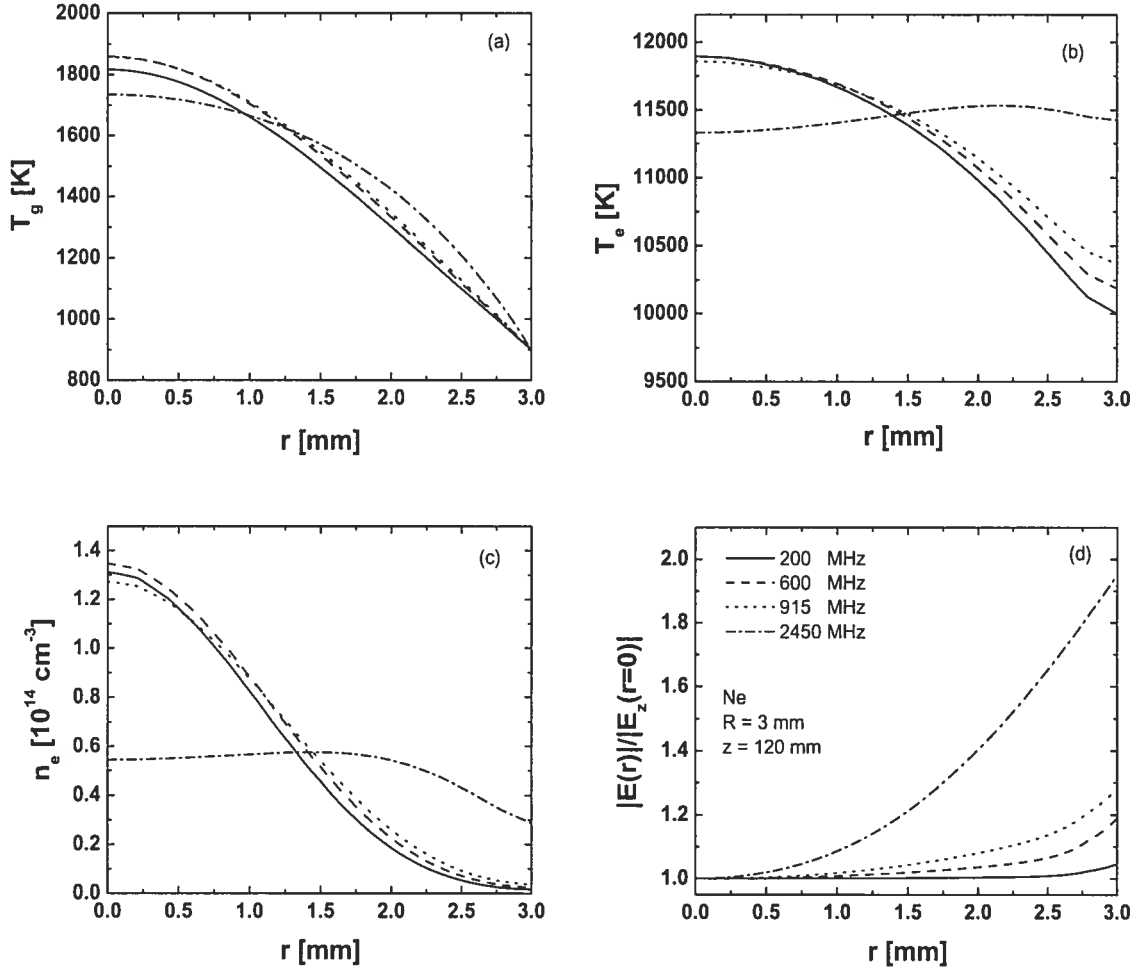 (a)
T_g [K]
2000
1800
1600
1400
1200
1000
800
0.0 0.5 1.0 1.5 2.0 2.5 3.0
r [mm]
(b)
T_e [K]
12000
11500
11000
10500
10000
9500
0.0 0.5 1.0 1.5 2.0 2.5 3.0
r [mm]
(c)
n_e [10^14 cm^-3]
1.4
1.2
1.0
0.8
0.6
0.4
0.2
0.0
0.0 0.5 1.0 1.5 2.0 2.5 3.0
r [mm]
(d)
|E(r)|/|E_z(r=0)|
2.0
1.8
1.6
1.4
1.2
1.0
200 MHz
600 MHz
915 MHz
2450 MHz
Ne
R = 3 mm
z = 120 mm
0.0 0.5 1.0 1.5 2.0 2.5 3.0
r [mm]